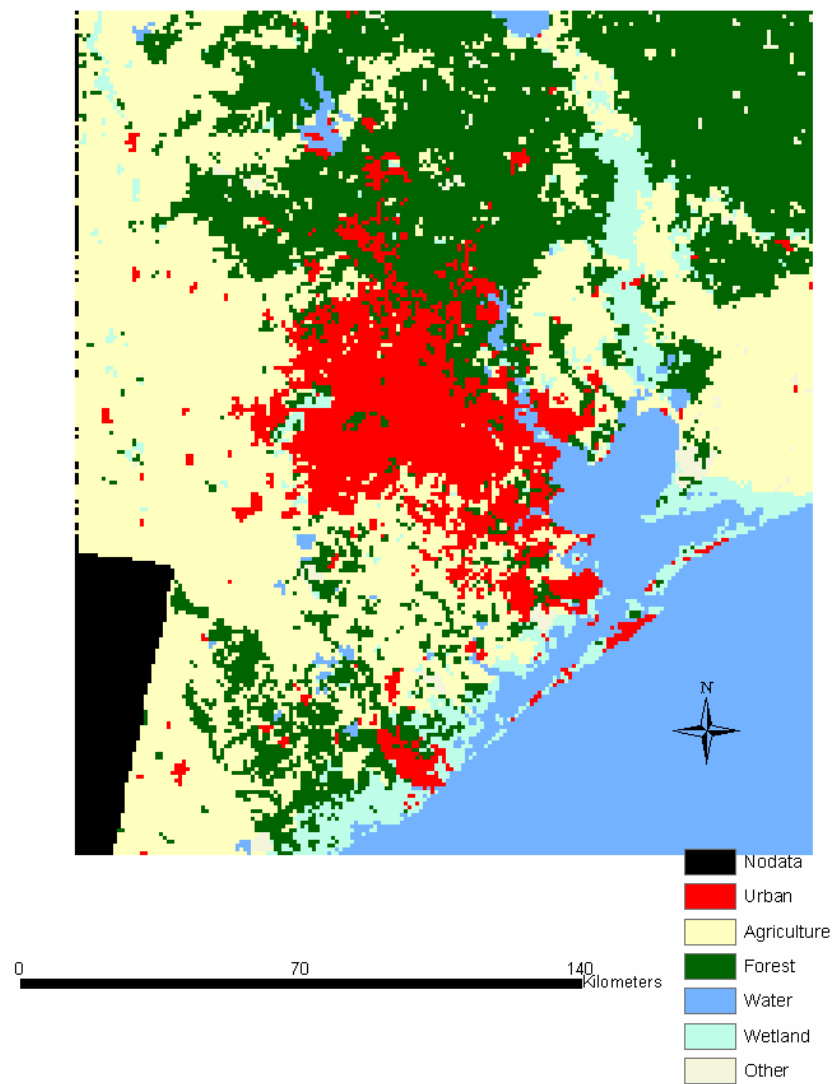 N
Nodata
Urban
Agriculture
Forest
Water
Wetland
Other
0 70 140
Kilometers